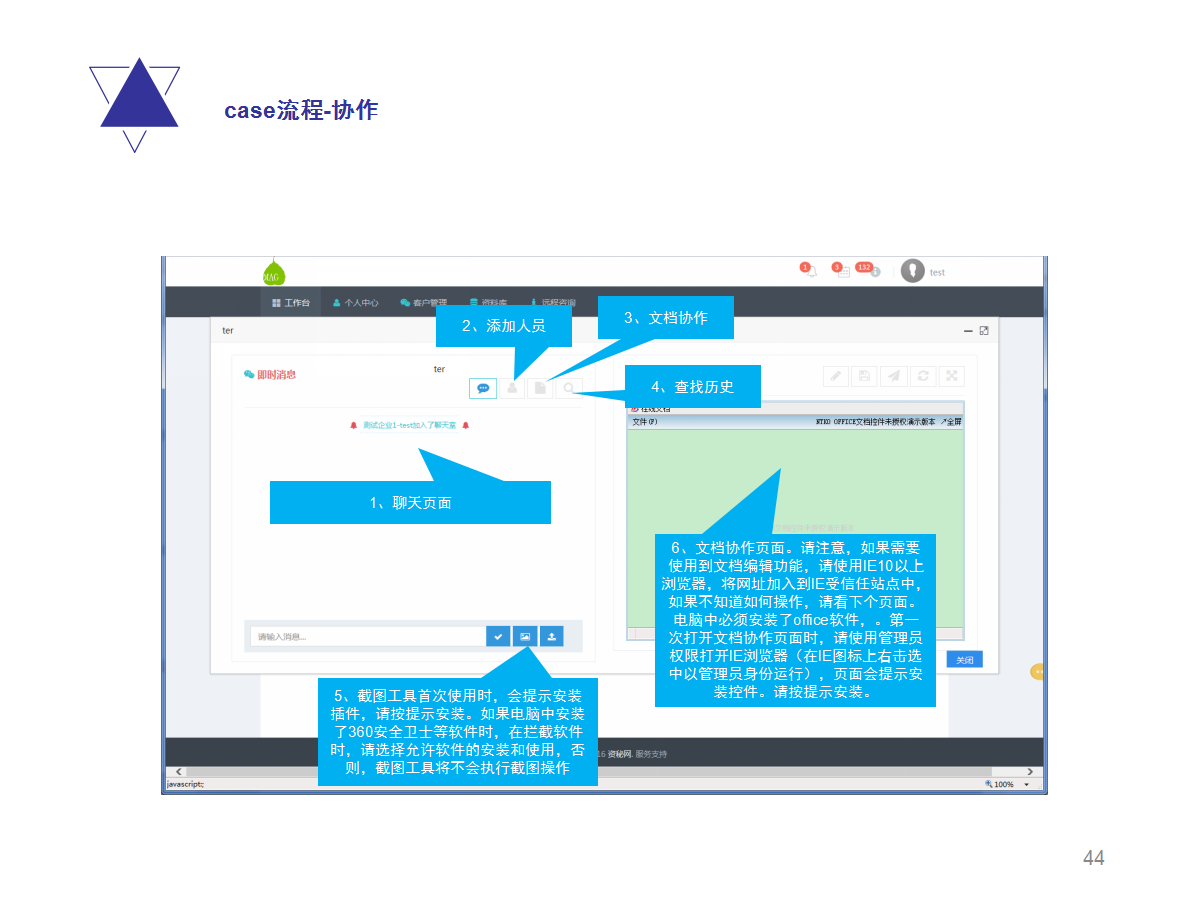 case流程-协作
MAG
1
3
132
test
工作台
个人中心
客户管理
资料库
远程咨询
2、添加人员
3、文档协作
ter
即时消息
ter
4、查找历史
测试企业1-test加入了聊天室
在线文档
文件(F)
NTKO OFFICE文档控件未授权演示版本
全屏
1、聊天页面
6、文档协作页面。请注意，如果需要
使用到文档编辑功能，请使用IE10以上
浏览器，将网址加入到IE受信任站点中，
如果不知道如何操作，请看下个页面。
电脑中必须安装了office软件，。第一
次打开文档协作页面时，请使用管理员
权限打开IE浏览器（在IE图标上右击选
中以管理员身份运行），页面会提示安
装控件。请按提示安装。
请输入消息...
关闭
5、截图工具首次使用时，会提示安装
插件，请按提示安装。如果电脑中安装
了360安全卫士等软件时，在拦截软件
时，请选择允许软件的安装和使用，否
则，截图工具将不会执行截图操作
16 资秘网. 服务支持
javascript:;
100%
44